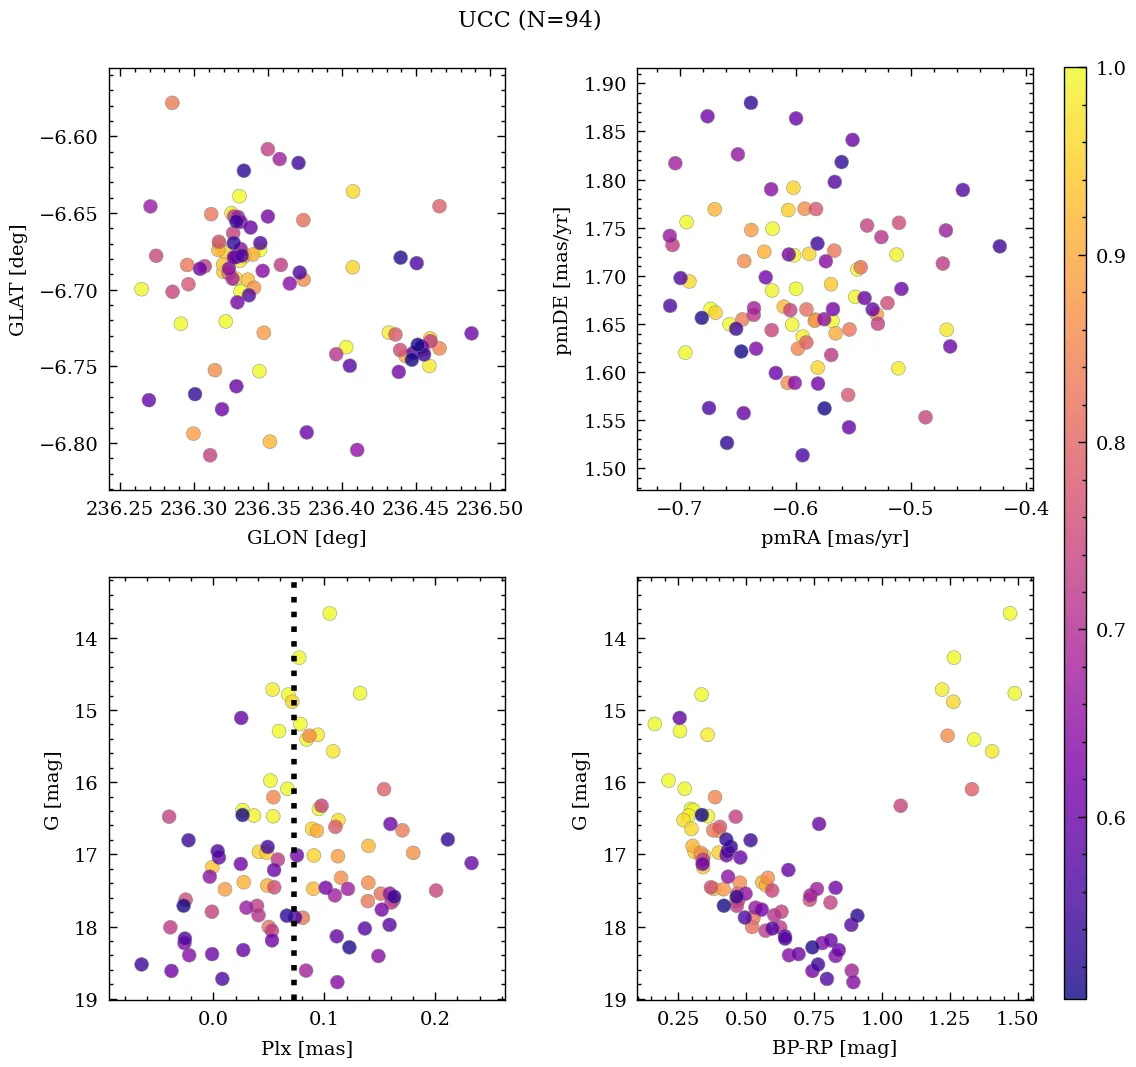 UCC (N=94)
−6.60
−6.65
−6.70
−6.75
−6.80
GLAT [deg]
236.25 236.30 236.35 236.40 236.45 236.50
GLON [deg]
1.90
1.85
1.80
1.75
1.70
1.65
1.60
1.55
1.50
pmDE [mas/yr]
−0.7 −0.6 −0.5 −0.4
pmRA [mas/yr]
14
15
16
17
18
19
G [mag]
0.0 0.1 0.2
Plx [mas]
14
15
16
17
18
19
G [mag]
0.25 0.50 0.75 1.00 1.25 1.50
BP-RP [mag]
1.0
0.9
0.8
0.7
0.6